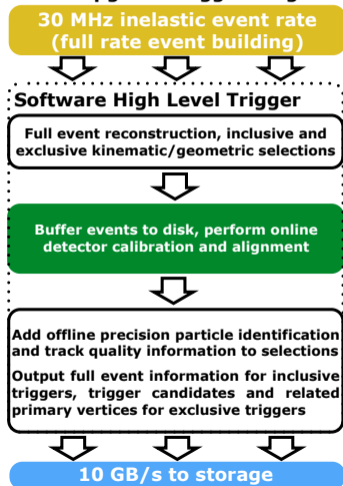 30 MHz inelastic event rate
(full rate event building)
Software High Level Trigger
Full event reconstruction, inclusive and
exclusive kinematic/geometric selections
Buffer events to disk, perform online
detector calibration and alignment
Add offline precision particle identification
and track quality information to selections
Output full event information for inclusive
triggers, trigger candidates and related
primary vertices for exclusive triggers
10 GB/s to storage